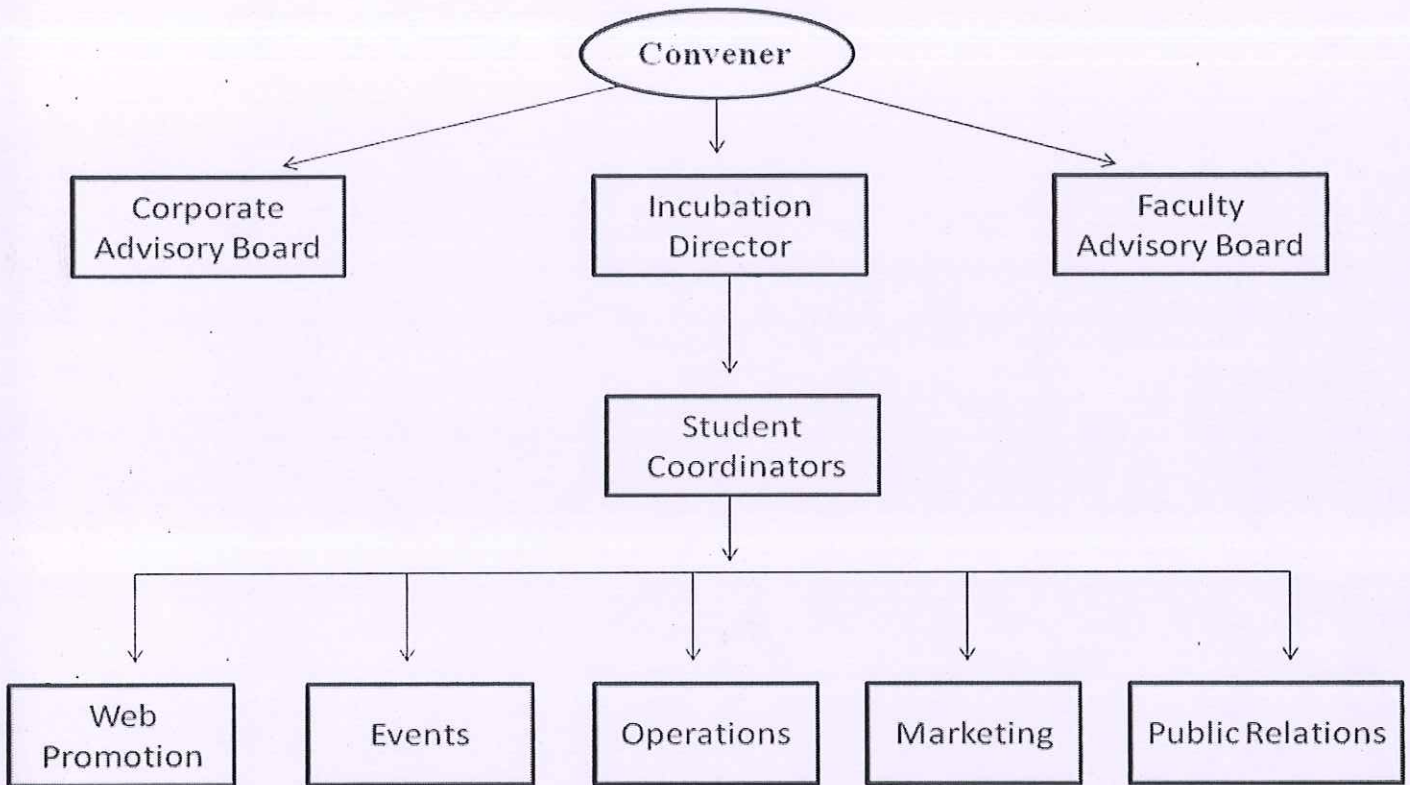 Convener
Corporate
Advisory Board
Incubation
Director
Faculty
Advisory Board
Student
Coordinators
Web
Promotion
Events
Operations
Marketing
Public Relations